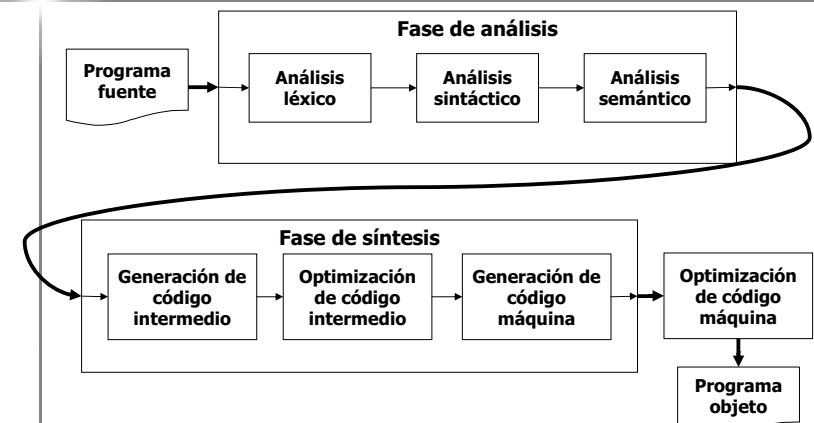 Fase de análisis
Programa
fuente
Análisis
léxico
Análisis
sintáctico
Análisis
semántico
Fase de síntesis
Generación de
código
intermedio
Optimización
de código
intermedio
Generación de
código
máquina
Optimización
de código
máquina
Programa
objeto